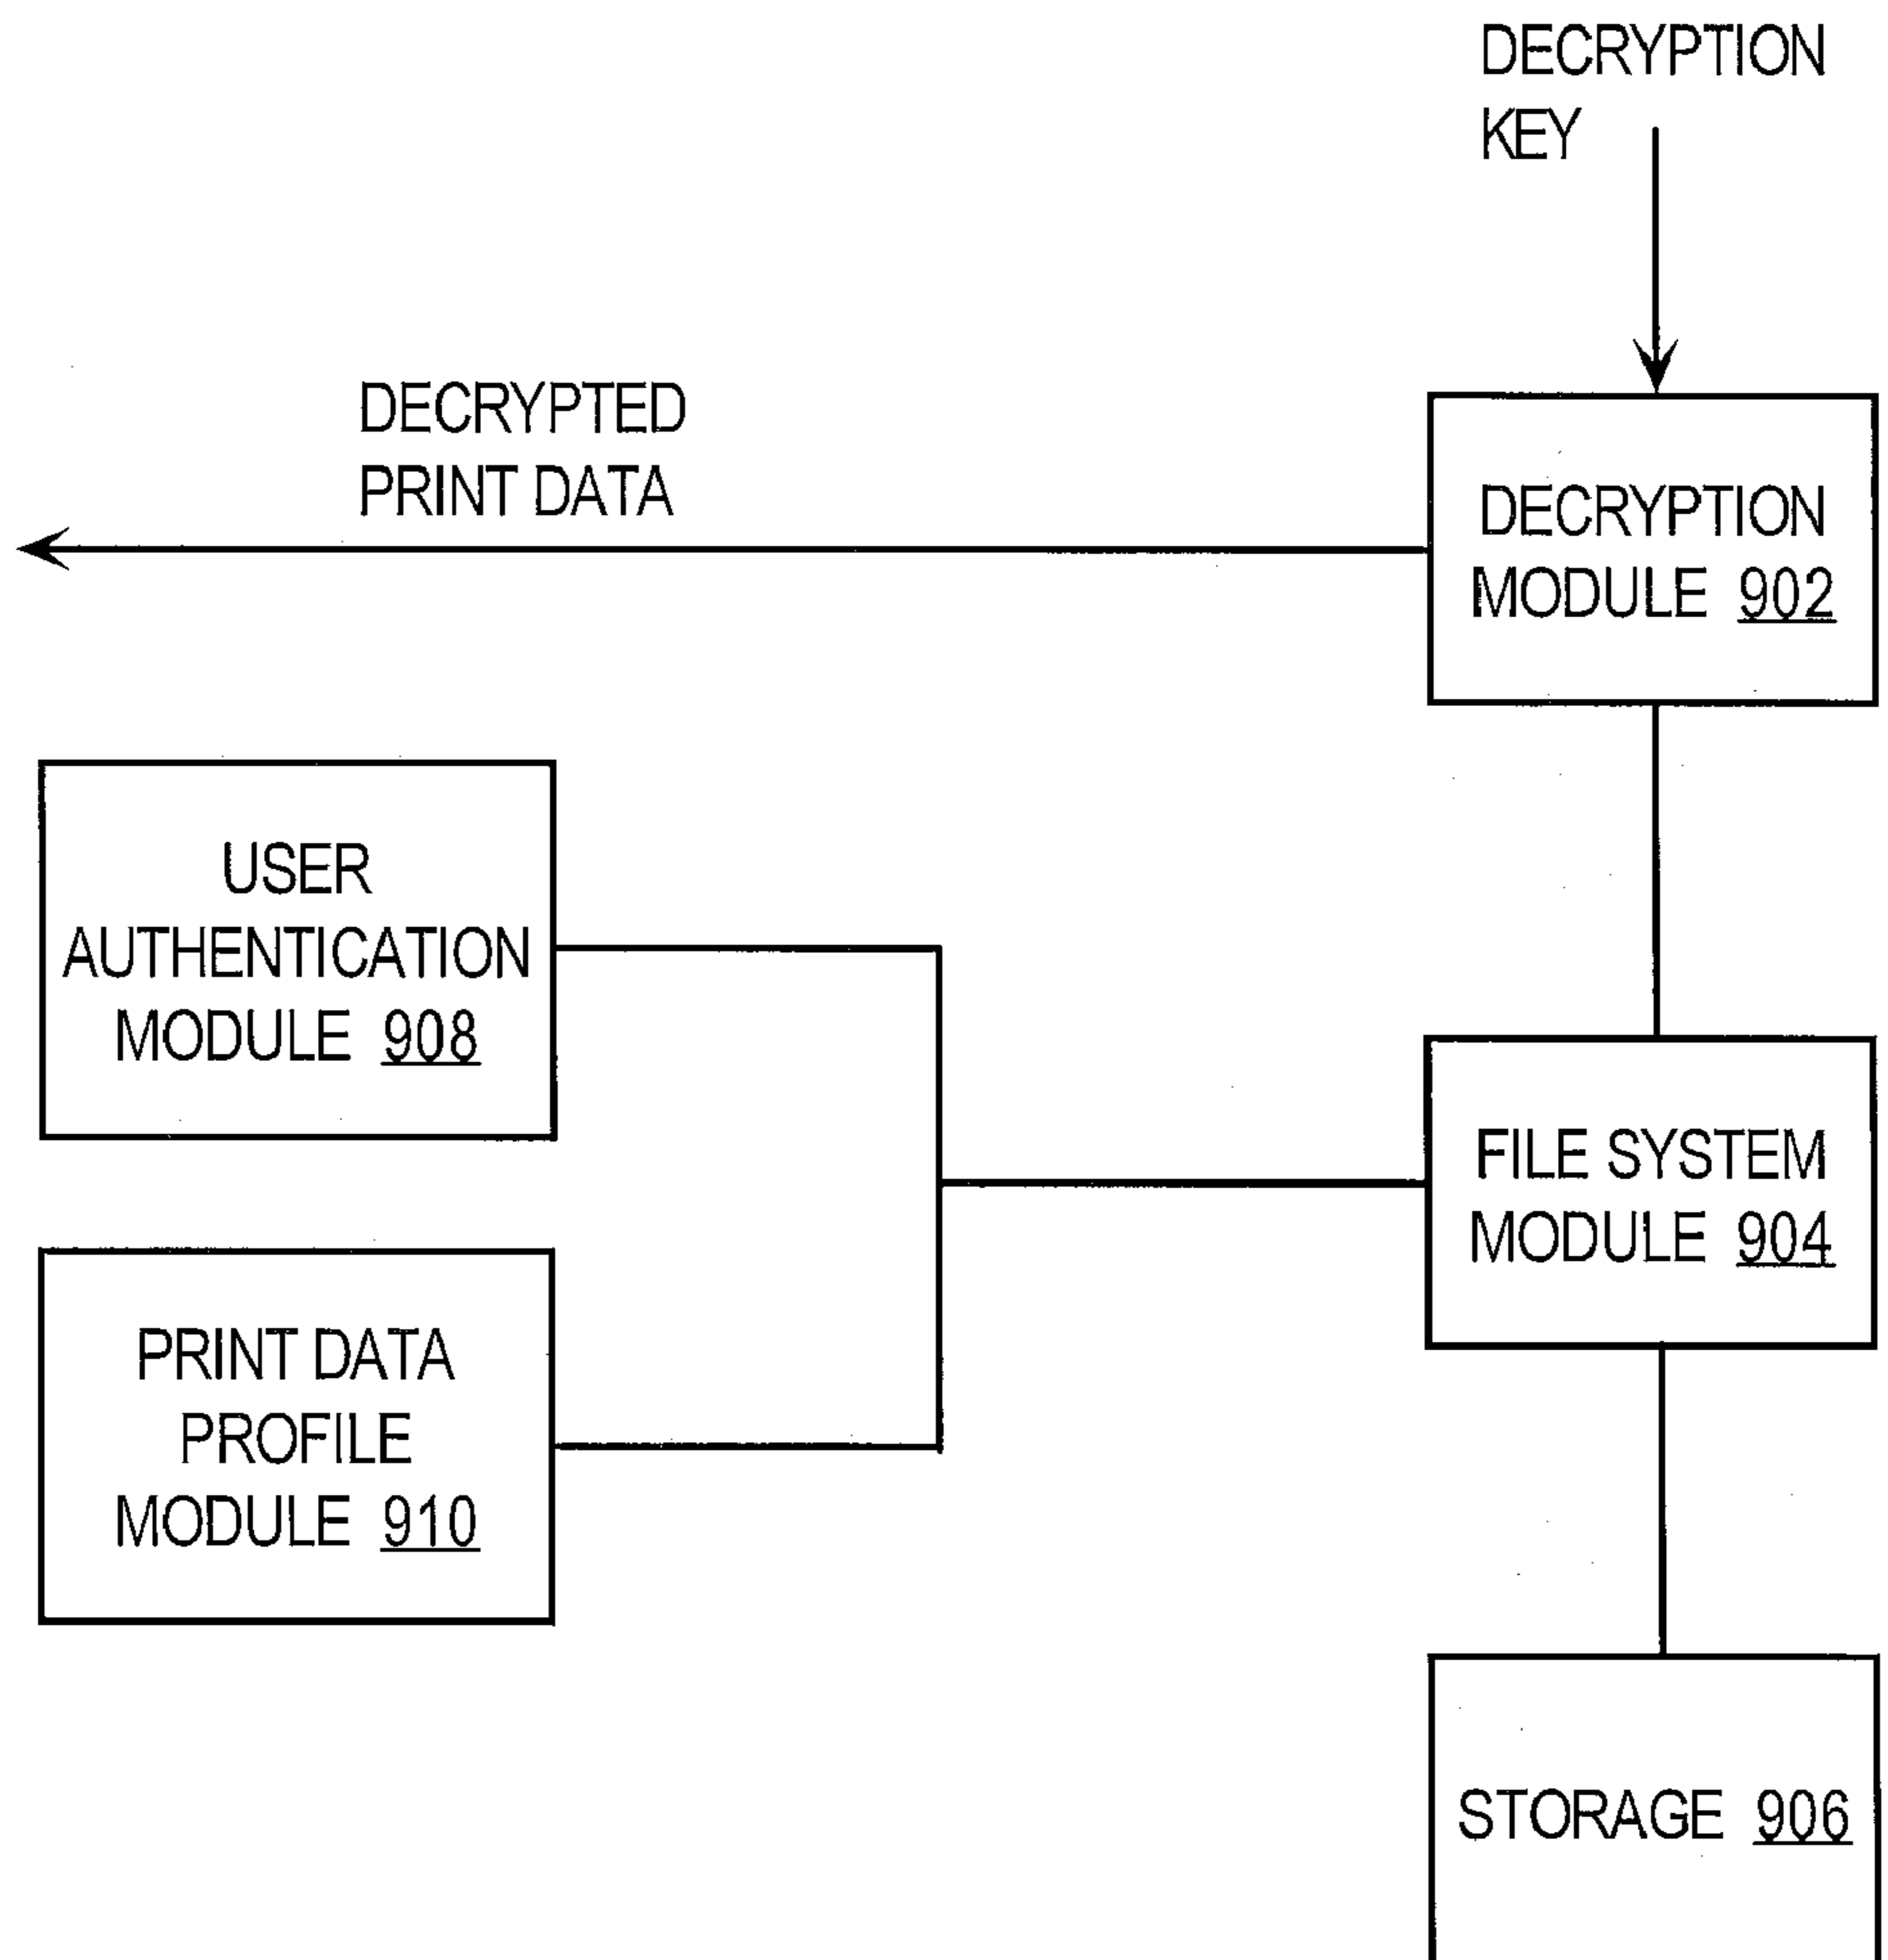 DECRYPTION
KEY
DECRYPTED
PRINT DATA
DECRYPTION
MODULE 902
USER
AUTHENTICATION
MODULE 908
FILE SYSTEM
MODULE 904
PRINT DATA
PROFILE
MODULE 910
STORAGE 906